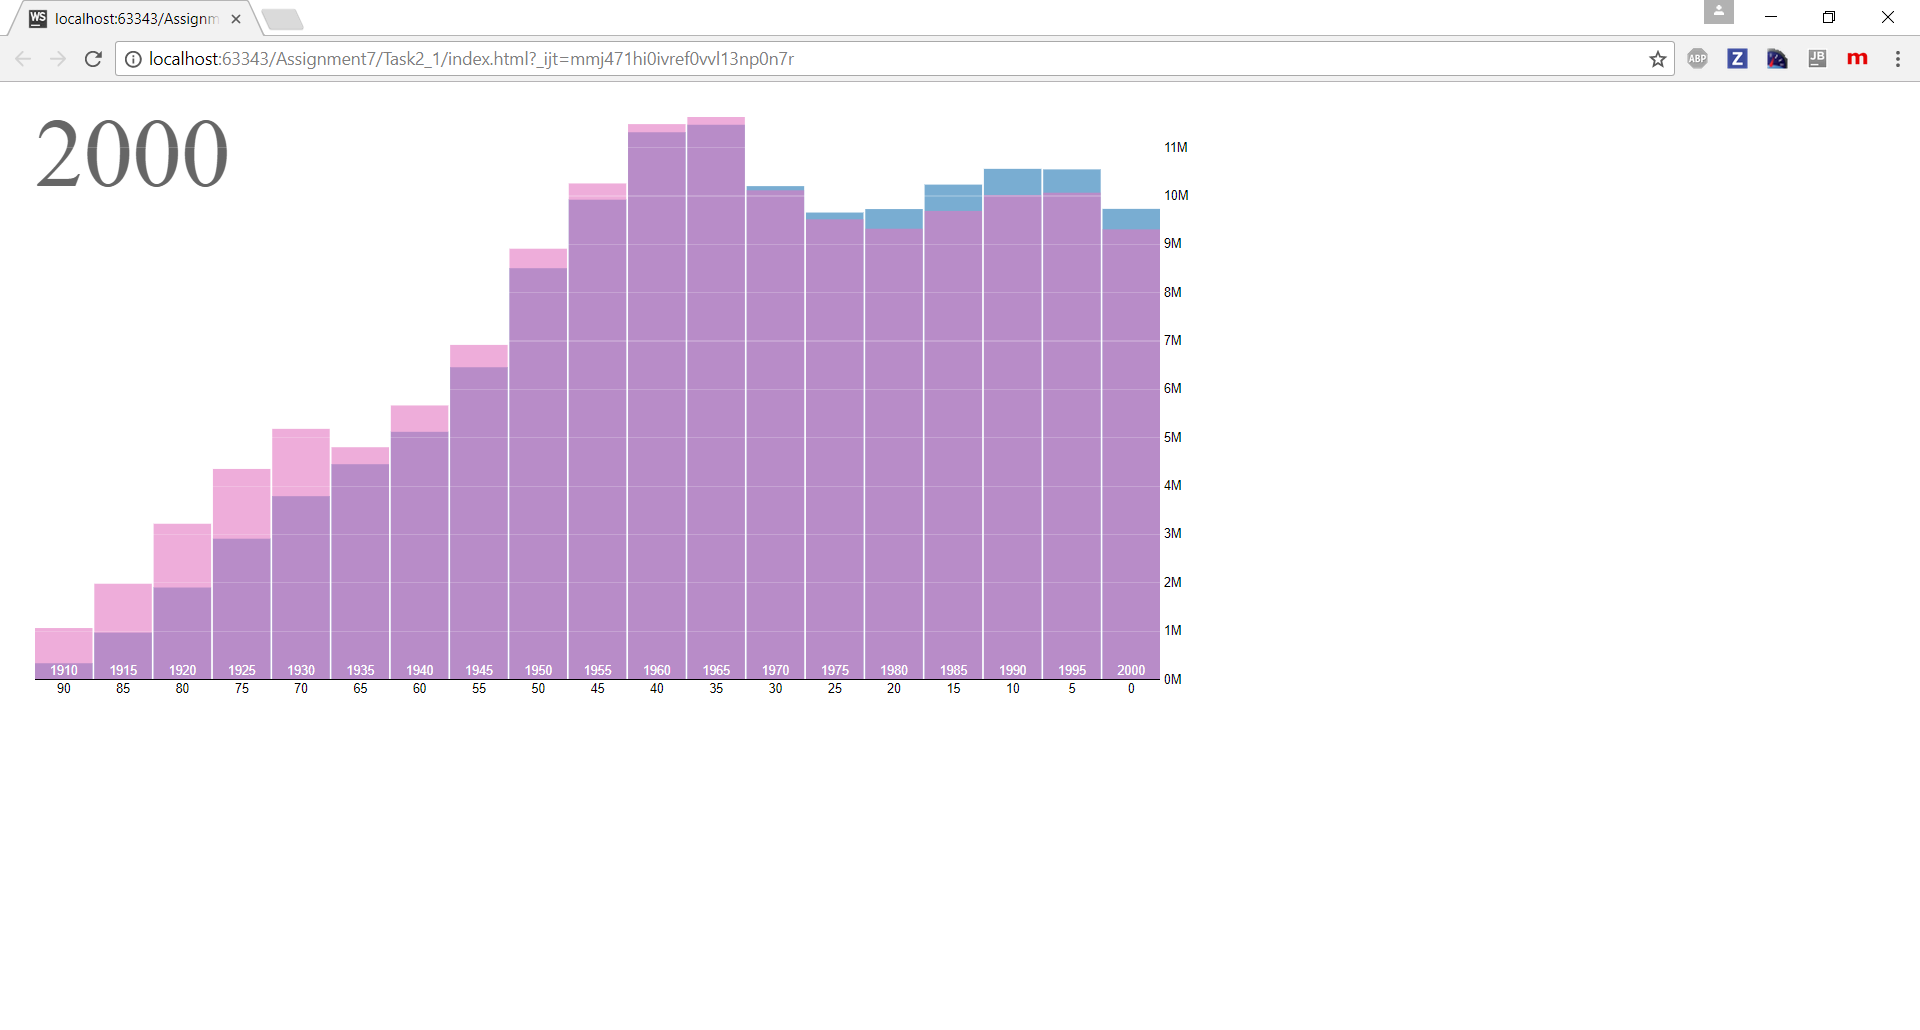 WS localhost:63343/Assignm
localhost:63343/Assignment7/Task2_1/index.html?_ijt=mmj471hi0ivref0vvl13np0n7r
ABP Z JB m
2000
11M
10M
9M
8M
7M
6M
5M
4M
3M
2M
1M
0M
1910 1915 1920 1925 1930 1935 1940 1945 1950 1955 1960 1965 1970 1975 1980 1985 1990 1995 2000
90 85 80 75 70 65 60 55 50 45 40 35 30 25 20 15 10 5 0